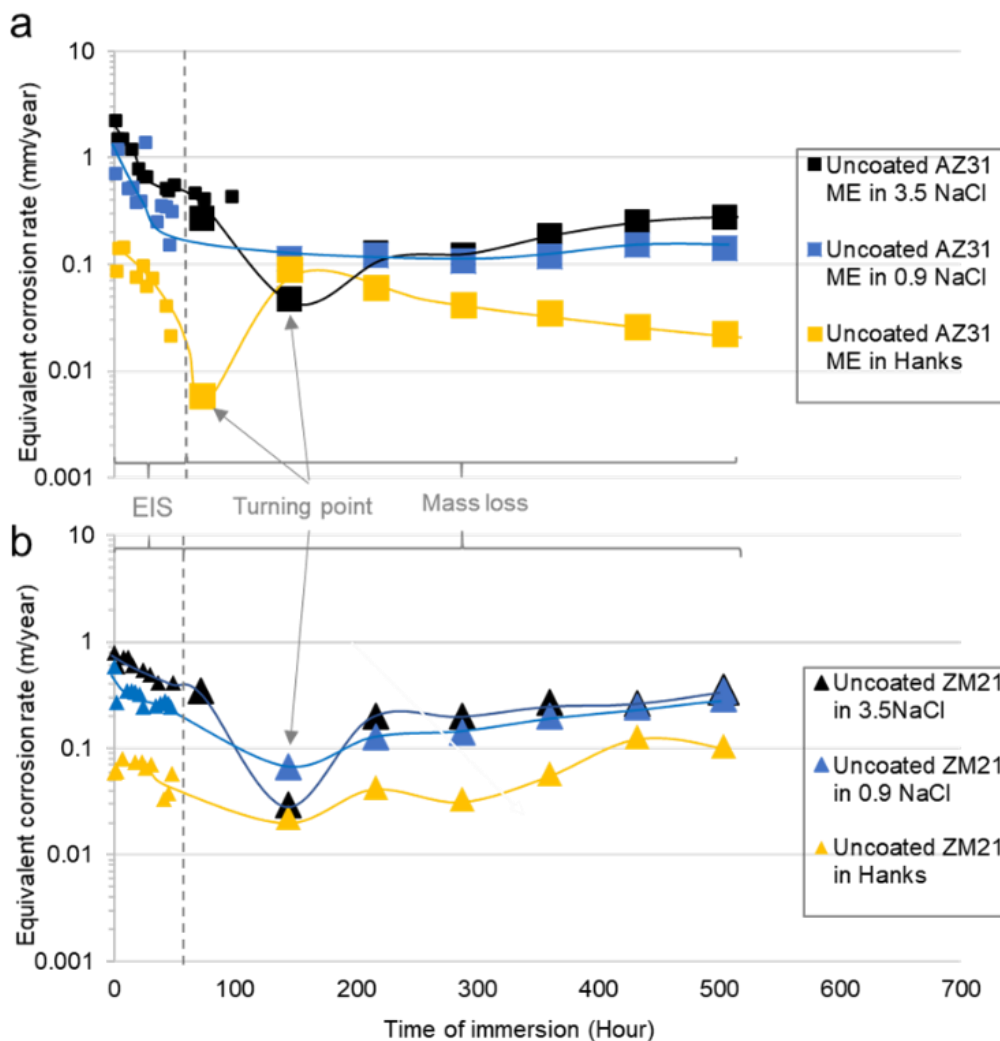 a
Equivalent corrosion rate (mm/year)
10
1
0.1
0.01
0.001
Uncoated AZ31
ME in 3.5 NaCl
Uncoated AZ31
ME in 0.9 NaCl
Uncoated AZ31
ME in Hanks
EIS
Turning point
Mass loss
b
Equivalent corrosion rate (m/year)
10
1
0.1
0.01
0.001
Uncoated ZM21
in 3.5NaCl
Uncoated ZM21
in 0.9 NaCl
Uncoated ZM21
in Hanks
0 100 200 300 400 500 600 700
Time of immersion (Hour)